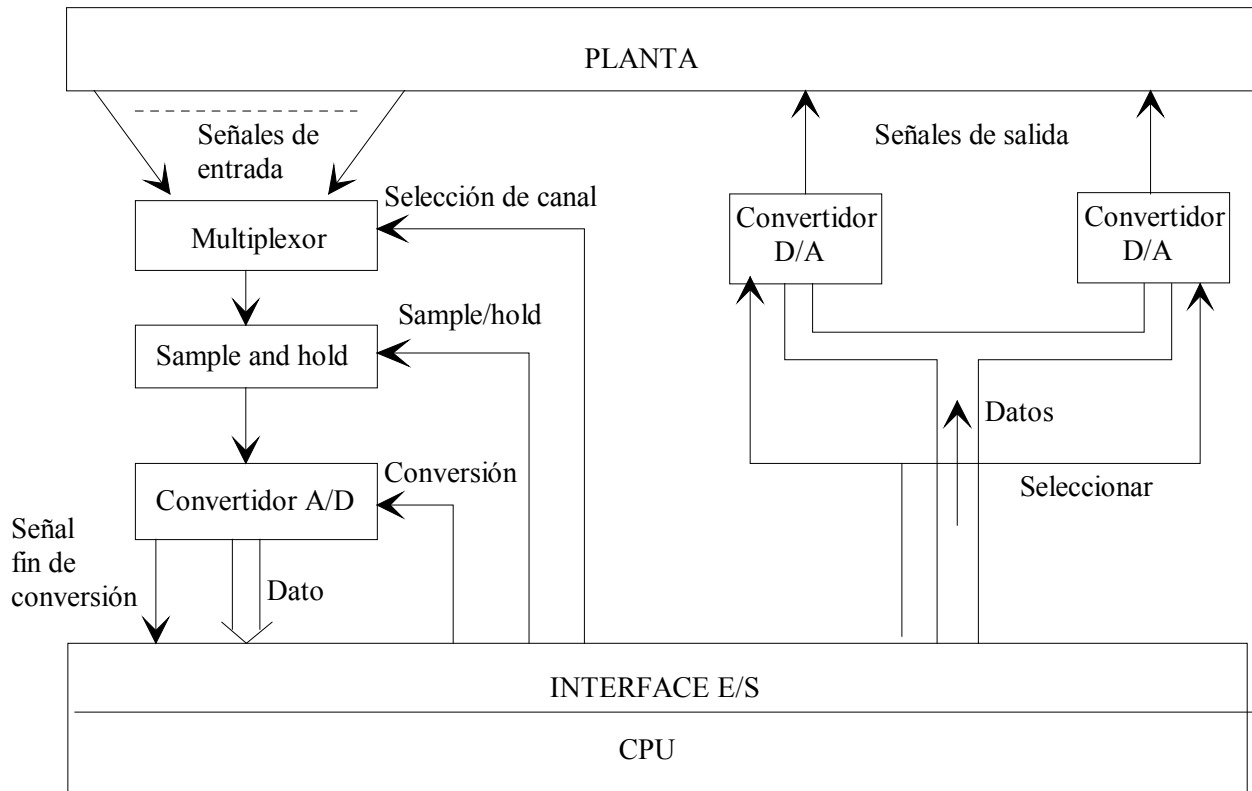 PLANTA
Señales de
entrada
Señales de salida
Selección de canal
Multiplexor
Convertidor
D/A
Convertidor
D/A
Sample/hold
Sample and hold
Datos
Conversión
Convertidor A/D
Seleccionar
Señal
fin de
conversión
Dato
INTERFACE E/S
CPU